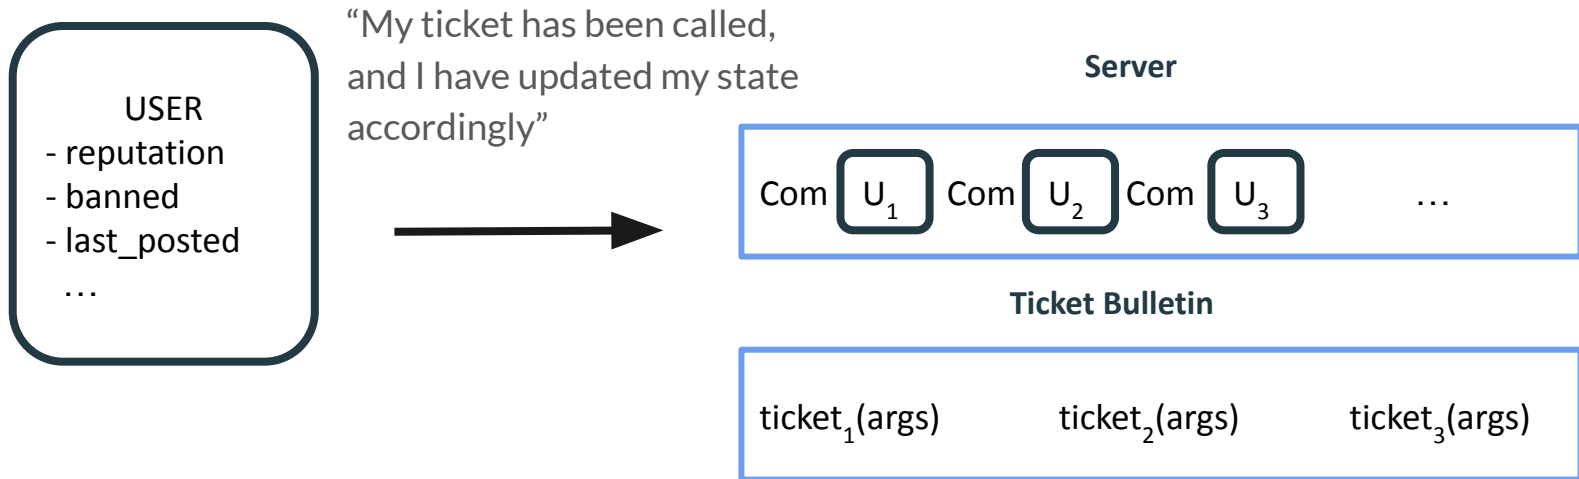 USER
- reputation
- banned
- last_posted
…
“My ticket has been called,
and I have updated my state
accordingly”
Server
Com U₁ Com U₂ Com U₃ …
Ticket Bulletin
ticket₁(args) ticket₂(args) ticket₃(args)